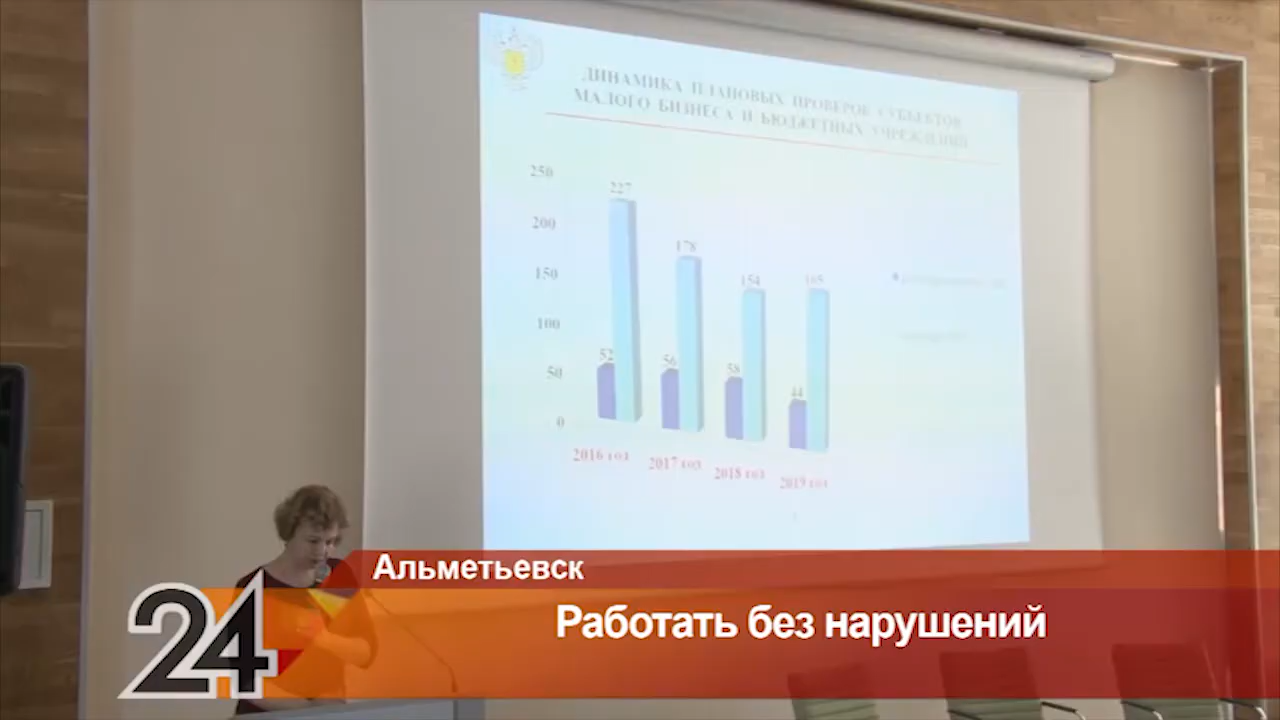 ДИНАМИКА ПЛАНОВЫХ ПРОВЕРОК СУБЪЕКТОВ
МАЛОГО БИЗНЕСА И БЮДЖЕТНЫХ УЧРЕЖДЕНИЙ
250
200
150
100
50
0
227
178
154
165
52
56
58
44
2016 год
2017 год
2018 год
2019 год
Альметьевск
24
Работать без нарушений